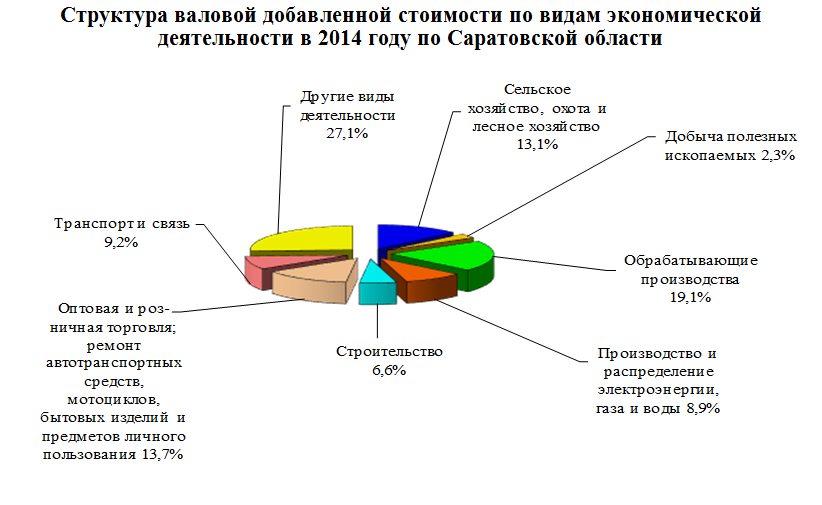 Структура валовой добавленной стоимости по видам экономической
деятельности в 2014 году по Саратовской области
Другие виды
деятельности
27,1%
Сельское
хозяйство, охота и
лесное хозяйство
13,1%
Добыча полезных
ископаемых 2,3%
Транспорт и связь
9,2%
Обрабатывающие
производства
19,1%
Оптовая и роз-
ничная торговля;
ремонт
автотранспортных
средств,
мотоциклов,
бытовых изделий и
предметов личного
пользования 13,7%
Строительство
6,6%
Производство и
распределение
электроэнергии,
газа и воды 8,9%